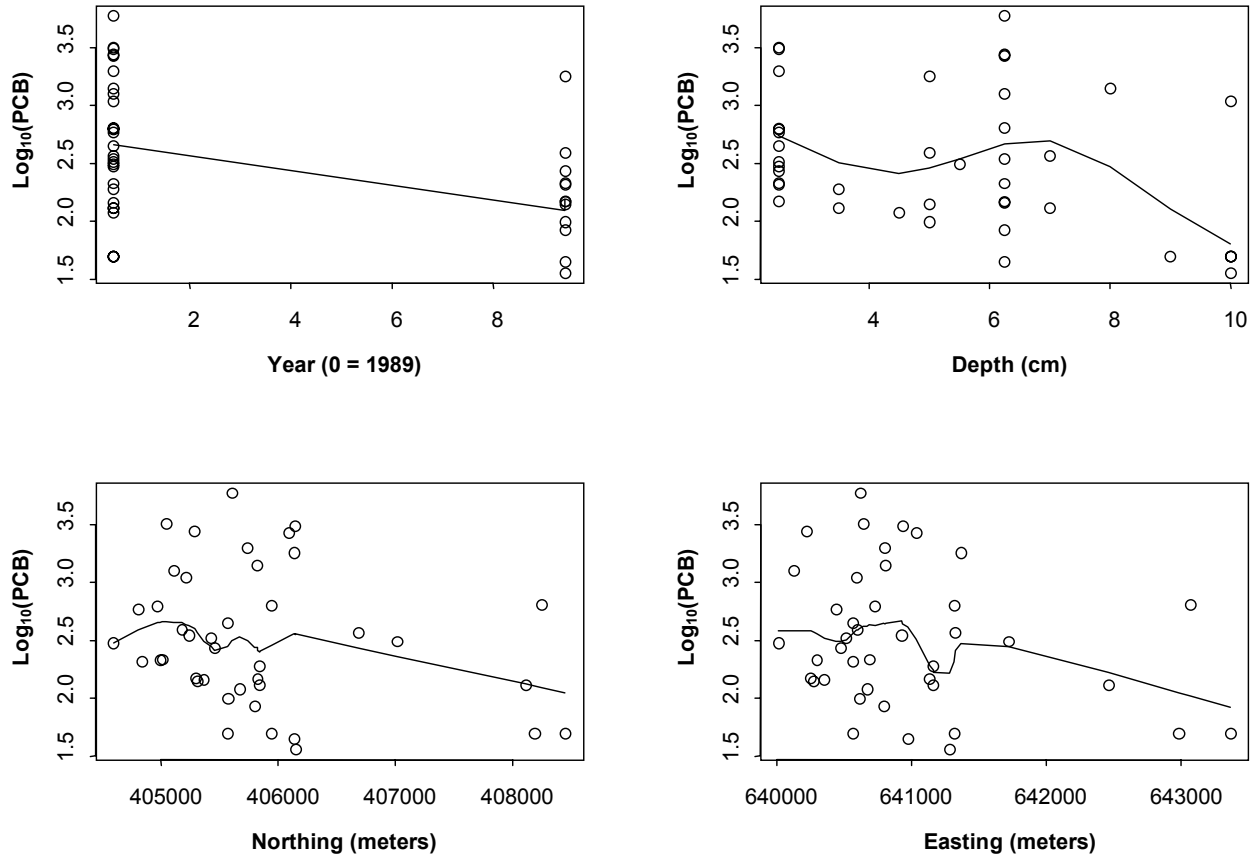 Log₁₀(PCB)
3.5
3.0
2.5
2.0
1.5
2 4 6 8
Year (0 = 1989)
Log₁₀(PCB)
3.5
3.0
2.5
2.0
1.5
4 6 8 10
Depth (cm)
Log₁₀(PCB)
3.5
3.0
2.5
2.0
1.5
405000 406000 407000 408000
Northing (meters)
Log₁₀(PCB)
3.5
3.0
2.5
2.0
1.5
640000 641000 642000 643000
Easting (meters)